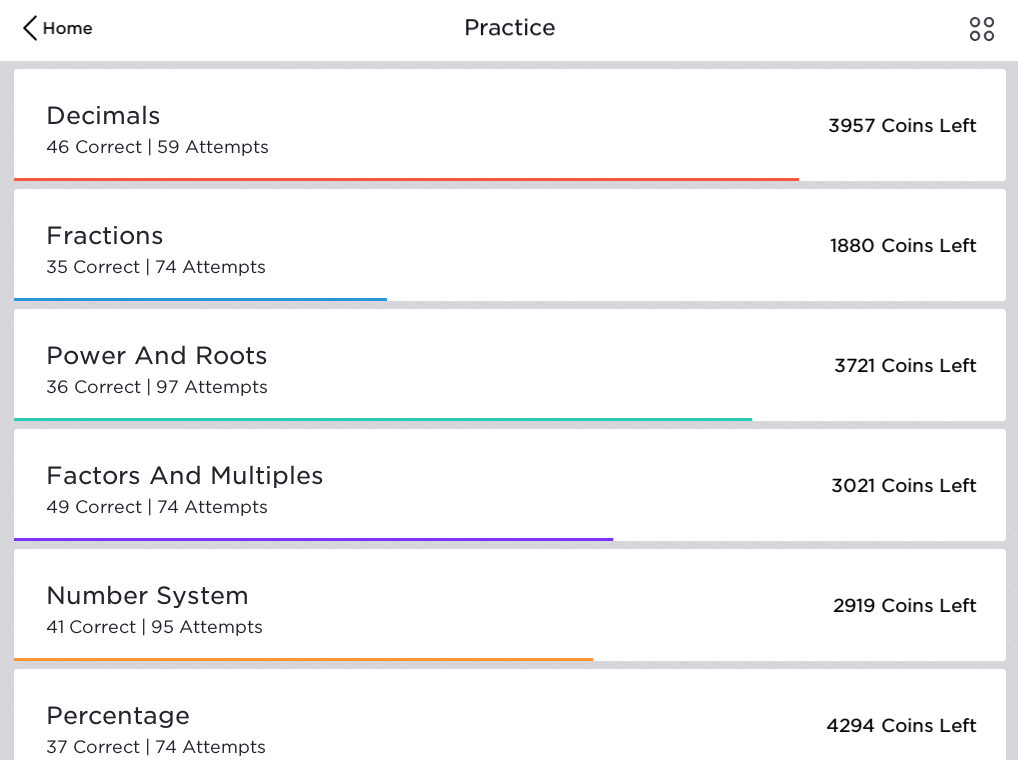 Home
Practice
Decimals
46 Correct | 59 Attempts
3957 Coins Left
Fractions
35 Correct | 74 Attempts
1880 Coins Left
Power And Roots
36 Correct | 97 Attempts
3721 Coins Left
Factors And Multiples
49 Correct | 74 Attempts
3021 Coins Left
Number System
41 Correct | 95 Attempts
2919 Coins Left
Percentage
37 Correct | 74 Attempts
4294 Coins Left